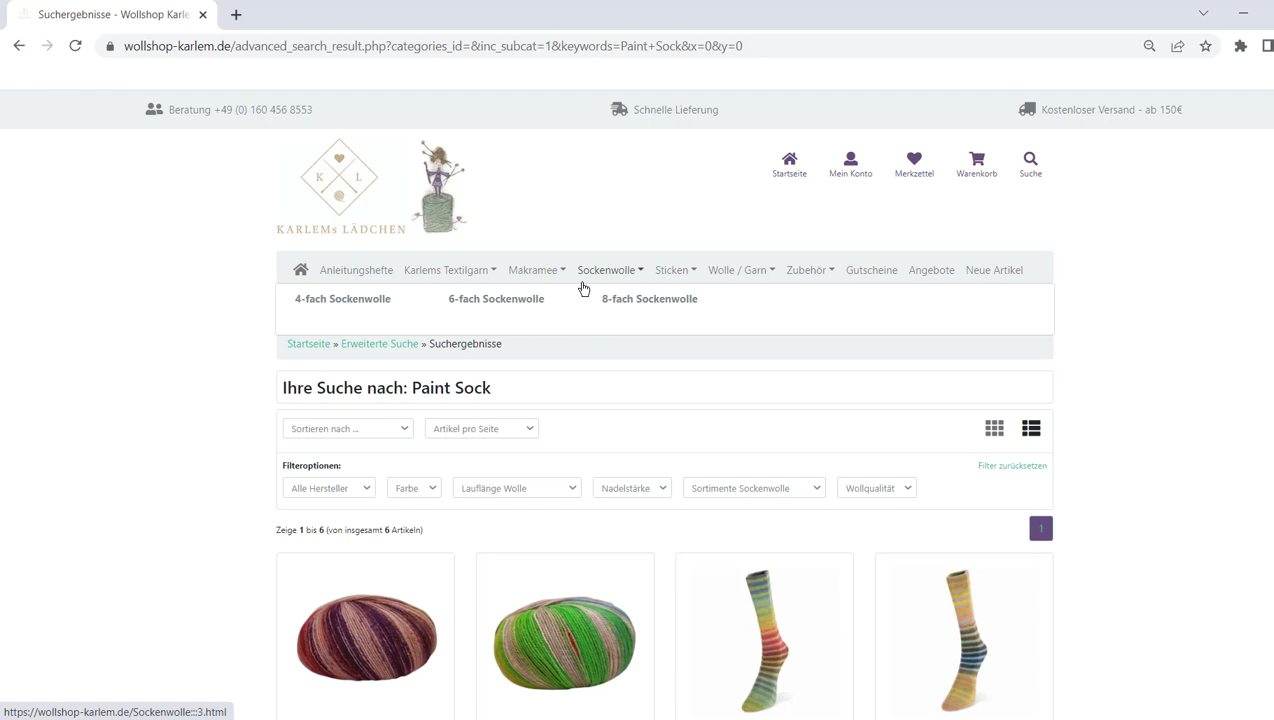 Suchergebnisse - Wollshop Karle
wollshop-karlem.de/advanced_search_result.php?categories_id=&inc_subcat=1&keywords=Paint+Sock&x=0&y=0
Beratung +49 (0) 160 456 8553
Schnelle Lieferung
Kostenloser Versand - ab 150€
K L
KARLEMs LÄDCHEN
Startseite Mein Konto Merkzettel Warenkorb Suche
Anleitungshefte Karlems Textilgarn Makramee Sockenwolle Sticken Wolle / Garn Zubehör Gutscheine Angebote Neue Artikel
4-fach Sockenwolle 6-fach Sockenwolle 8-fach Sockenwolle
Startseite » Erweiterte Suche » Suchergebnisse
Ihre Suche nach: Paint Sock
Sortieren nach ... Artikel pro Seite
Filteroptionen: Filter zurücksetzen
Alle Hersteller Farbe Lauflänge Wolle Nadelstärke Sortimente Sockenwolle Wollqualität
Zeige 1 bis 6 (von insgesamt 6 Artikeln) 1
https://wollshop-karlem.de/Sockenwolle:::3.html